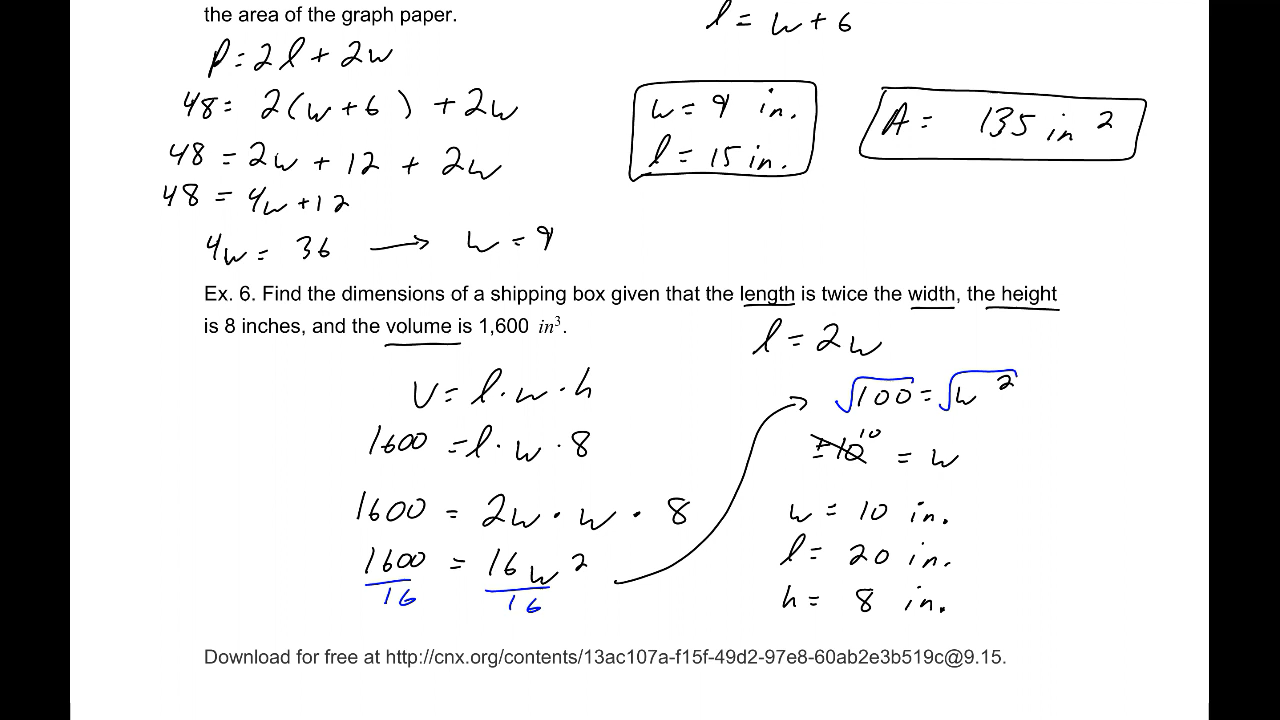 the area of the graph paper.
l = w + 6
P = 2l + 2w
48 = 2(w + 6) + 2w
w = 9 in.
l = 15 in.
A = 135 in²
48 = 2w + 12 + 2w
48 = 4w + 12
4w = 36 → w = 9
Ex. 6. Find the dimensions of a shipping box given that the length is twice the width, the height
is 8 inches, and the volume is 1,600 in³.
l = 2w
V = l · w · h
1600 = l · w · 8
1600 = 2w · w · 8
1600 = 16w²
16 16
√100 = √w²
±10 10 = w
w = 10 in.
l = 20 in.
h = 8 in.
Download for free at http://cnx.org/contents/13ac107a-f15f-49d2-97e8-60ab2e3b519c@9.15.